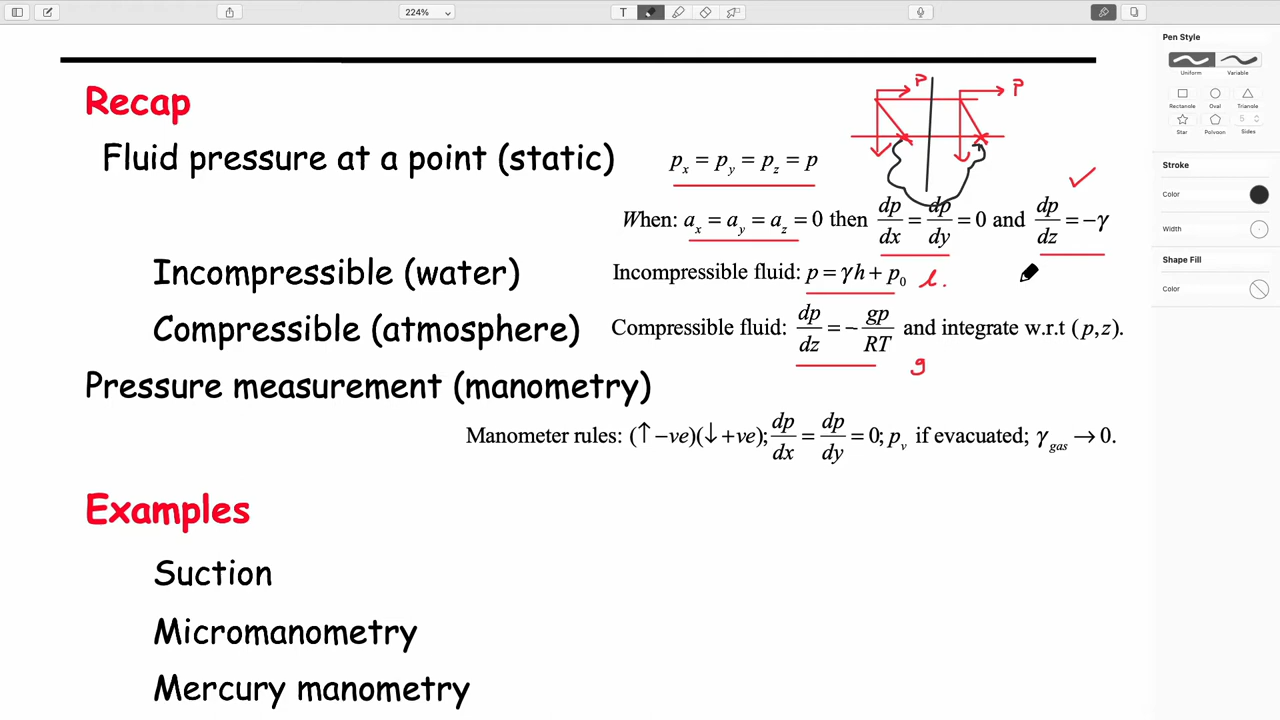 224%
T
Pen Style
Uniform Variable
Rectangle Oval Triangle
Star Polygon 5 Sides
Stroke
Color
Width
Shape Fill
Color
Recap
P P
Fluid pressure at a point (static) p_x = p_y = p_z = p
When: a_x = a_y = a_z = 0 then dp/dx = dp/dy = 0 and dp/dz = −γ
Incompressible (water) Incompressible fluid: p = γh + p_0 l.
Compressible (atmosphere) Compressible fluid: dp/dz = − gp/RT and integrate w.r.t (p, z).
g
Pressure measurement (manometry)
Manometer rules: (↑ −ve)(↓ +ve); dp/dx = dp/dy = 0; p_v if evacuated; γ_gas → 0.
Examples
Suction
Micromanometry
Mercury manometry